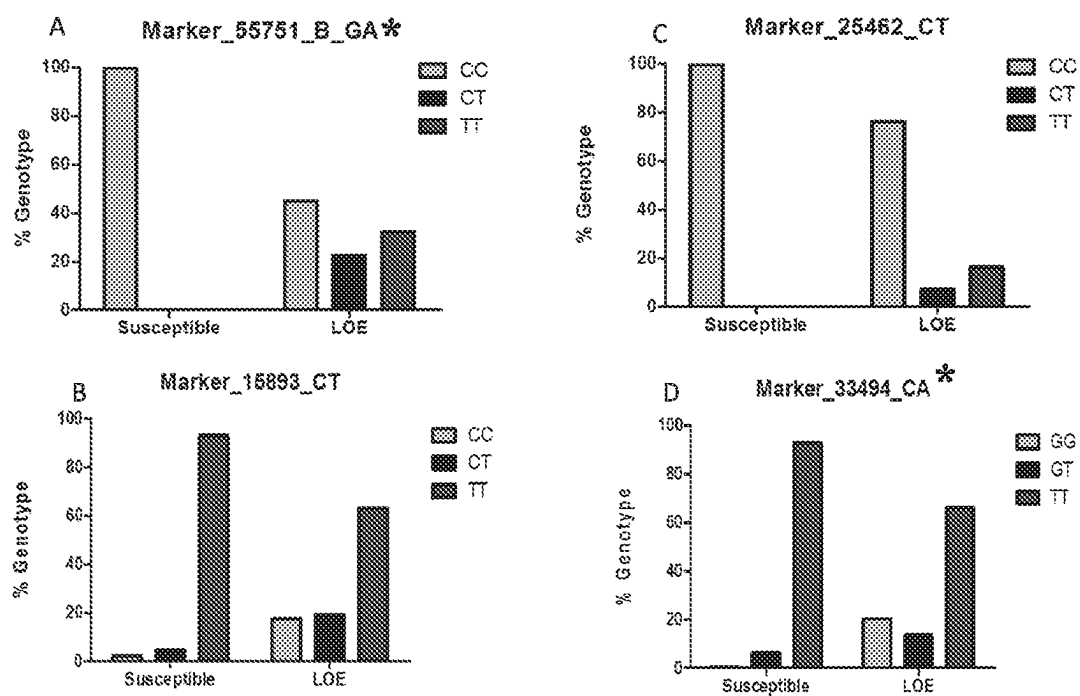 A
Marker_55751_B_GA*
% Genotype
100
80
60
40
20
0
Susceptible
LOE
CC
CT
TT
C
Marker_25462_CT
% Genotype
100
80
60
40
20
0
Susceptible
LOE
CC
CT
TT
B
Marker_15893_CT
% Genotype
100
80
60
40
20
0
Susceptible
LOE
CC
CT
TT
D
Marker_33494_CA*
% Genotype
100
80
60
40
20
0
Susceptible
LOE
GG
GT
TT